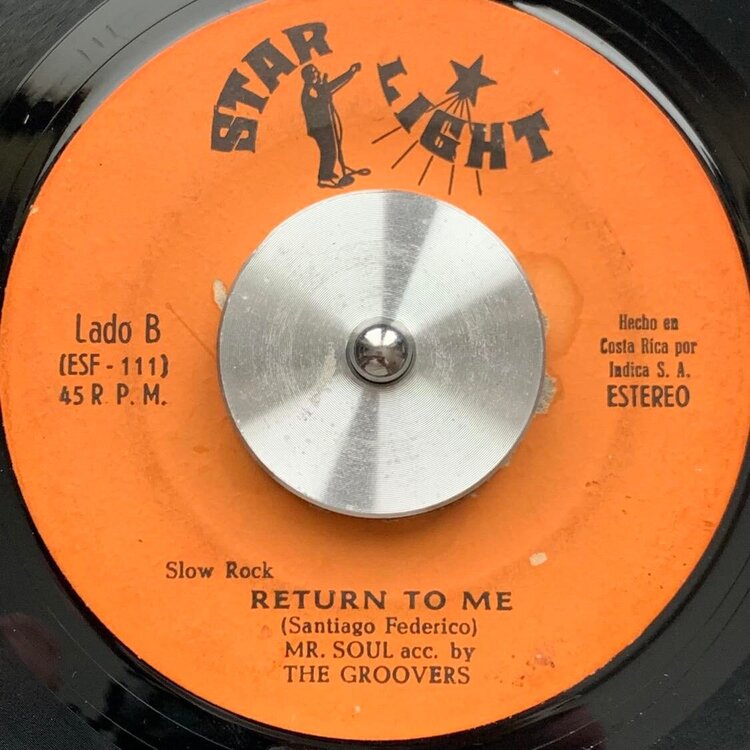 STAR LIGHT
Lado B
(ESF - 111)
45 R P. M.
Hecho en
Costa Rica por
Indica S. A.
ESTEREO
Slow Rock
RETURN TO ME
(Santiago Federico)
MR. SOUL acc. by
THE GROOVERS